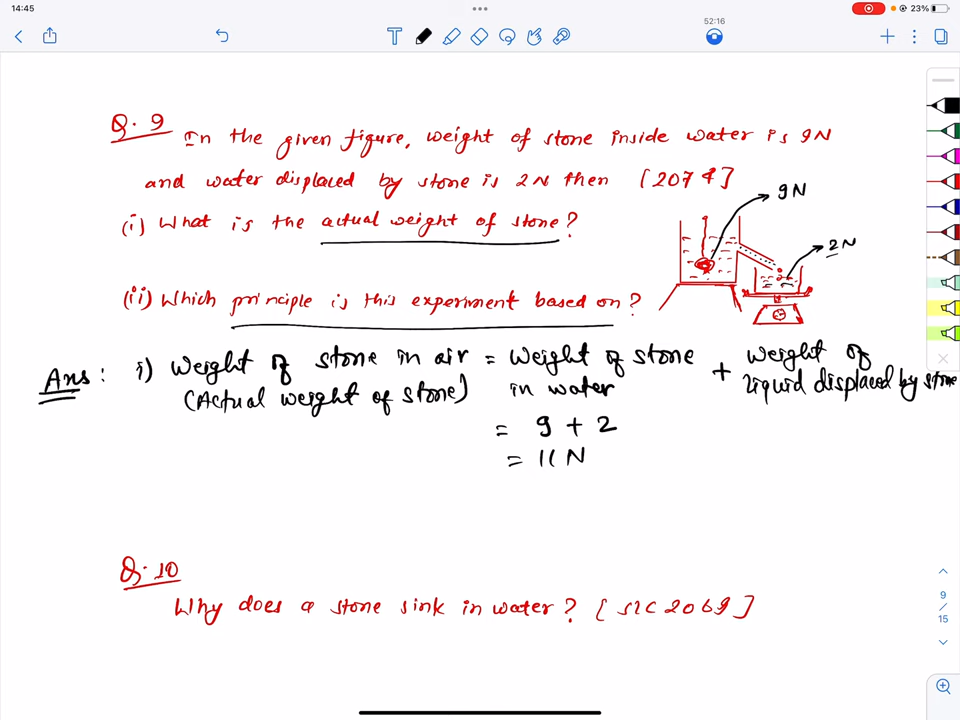 14:45
23%
52:16
Q. 9 In the given figure, weight of stone inside water is 9N
and water displaced by stone is 2N then [2074]
(i) What is the actual weight of stone?
9N
2N
(ii) Which principle is this experiment based on?
Ans: i) Weight of stone in air = Weight of stone + Weight of
(Actual weight of stone) in water liquid displaced by stone
= 9 + 2
= 11 N
Q. 10
Why does a stone sink in water? [SLC 2069]
9
/
15